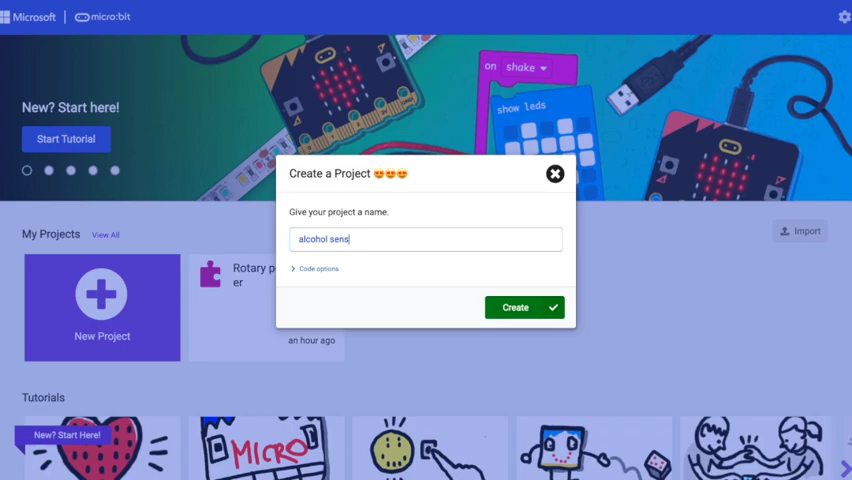 Microsoft | micro:bit
on shake
show leds
New? Start here!
Start Tutorial
Create a Project 😍😍😍
Give your project a name.
alcohol sens
Code options
Create
My Projects View All
Import
New Project
Rotary p
er
an hour ago
Tutorials
New? Start Here!
MICRO